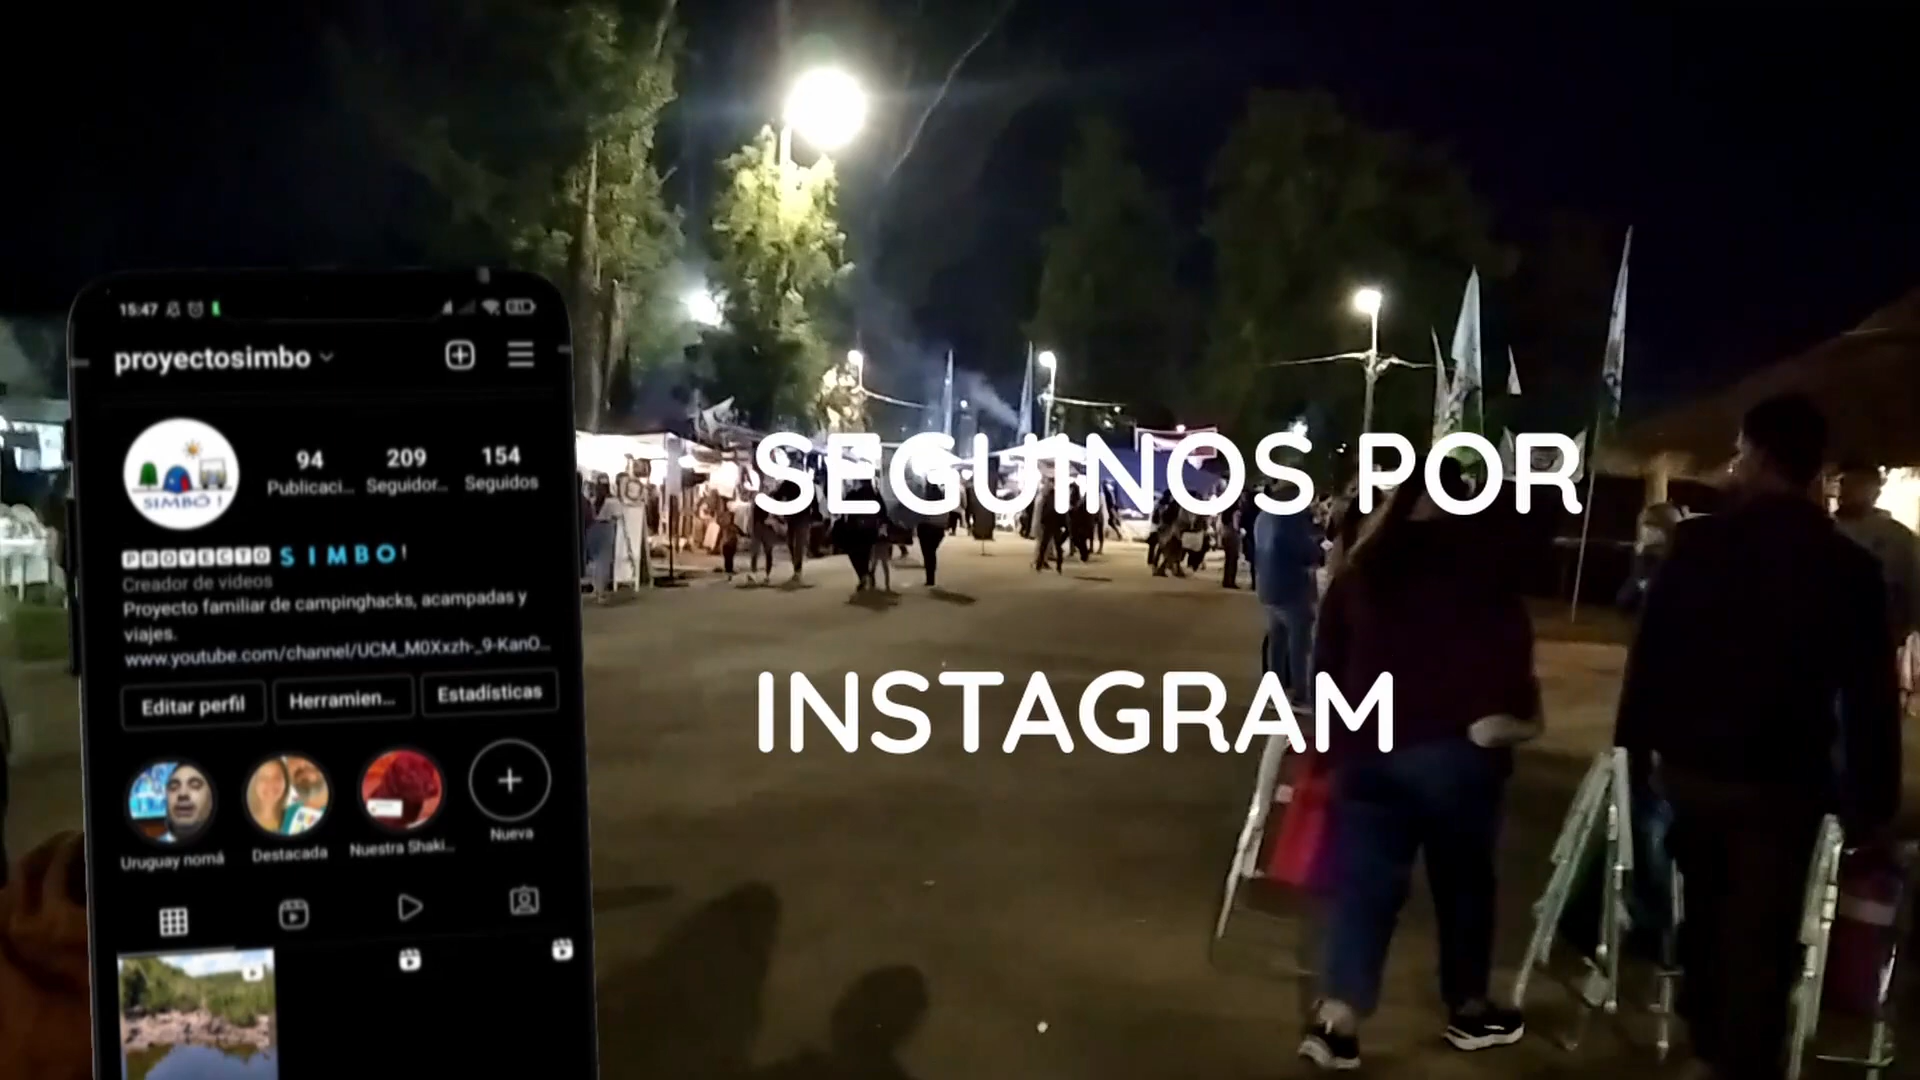 15:47
proyectosimbo
94
209
154
Publicaci...
Seguidor...
Seguidos
SIMBO !
PROYECTO SIMBO!
Creador de videos
Proyecto familiar de campinghacks, acampadas y
viajes.
www.youtube.com/channel/UCM_M0Xxzh-_9-KanO...
Editar perfil
Herramien...
Estadísticas
Uruguay nomá
Destacada
Nuestra Shaki...
Nueva
SEGUINOS POR
INSTAGRAM